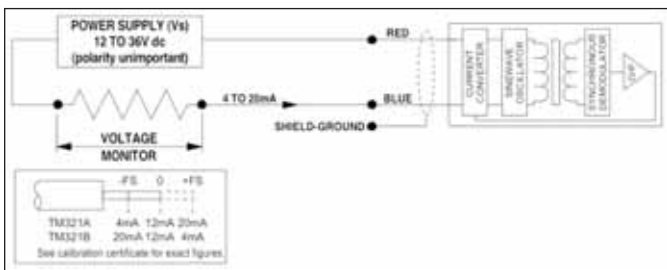 POWER SUPPLY (Vs)
12 TO 36V dc
(polarity unimportant)
RED
4 TO 20mA
BLUE
SHIELD-GROUND
VOLTAGE
MONITOR
CURRENT
CONVERTER
SINEWAVE
OSCILLATOR
SYNCHRONOUS
DEMODULATOR
-FS 0 +FS
TM321A 4mA 12mA 20mA
TM321B 20mA 12mA 4mA
See calibration certificate for exact figures